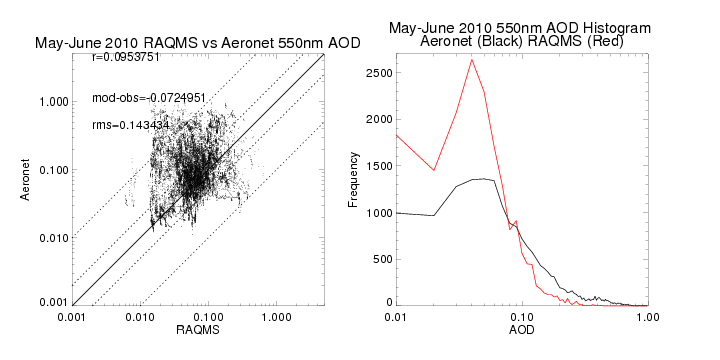 May-June 2010 RAQMS vs Aeronet 550nm AOD
r=0.0953751
mod-obs=-0.0724951
rms=0.143434
1.000
0.100
0.010
0.001
Aeronet
0.001 0.010 0.100 1.000
RAQMS
May-June 2010 550nm AOD Histogram
Aeronet (Black) RAQMS (Red)
2500
2000
1500
1000
500
0
Frequency
0.01 0.10 1.00
AOD